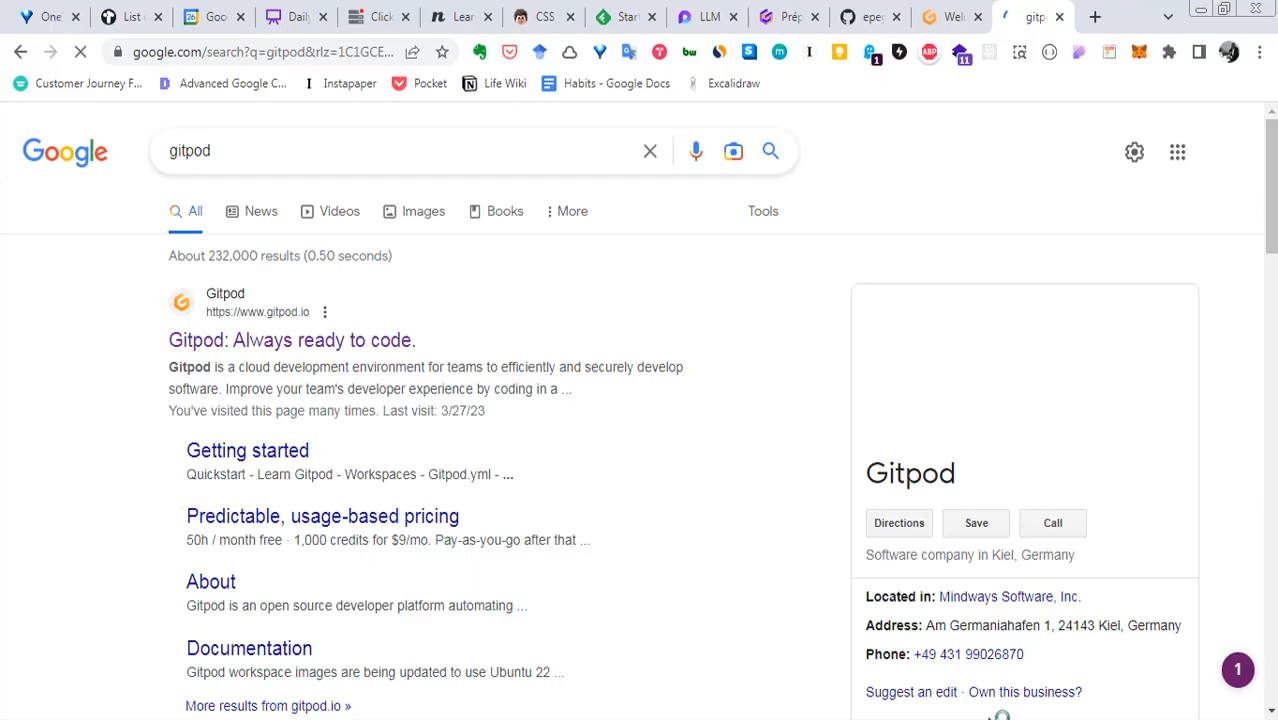 One
List
Goo
Daily
Click
Lear
CSS
Start
LLM
Prép
epe
Wel
gitp
google.com/search?q=gitpod&rlz=1C1GCE...
bw
S
m
I
1
ABP
11
Customer Journey F...
Advanced Google C...
I Instapaper
Pocket
Life Wiki
Habits - Google Docs
Excalidraw
Google
gitpod
All
News
Videos
Images
Books
More
Tools
About 232,000 results (0.50 seconds)
Gitpod
https://www.gitpod.io
Gitpod: Always ready to code.
Gitpod is a cloud development environment for teams to efficiently and securely develop
software. Improve your team's developer experience by coding in a ...
You've visited this page many times. Last visit: 3/27/23
Getting started
Quickstart - Learn Gitpod - Workspaces - Gitpod.yml - ...
Predictable, usage-based pricing
50h / month free · 1,000 credits for $9/mo. Pay-as-you-go after that ...
About
Gitpod is an open source developer platform automating ...
Documentation
Gitpod workspace images are being updated to use Ubuntu 22 ...
More results from gitpod.io »
Gitpod
Directions
Save
Call
Software company in Kiel, Germany
Located in: Mindways Software, Inc.
Address: Am Germaniahafen 1, 24143 Kiel, Germany
Phone: +49 431 99026870
Suggest an edit · Own this business?
1